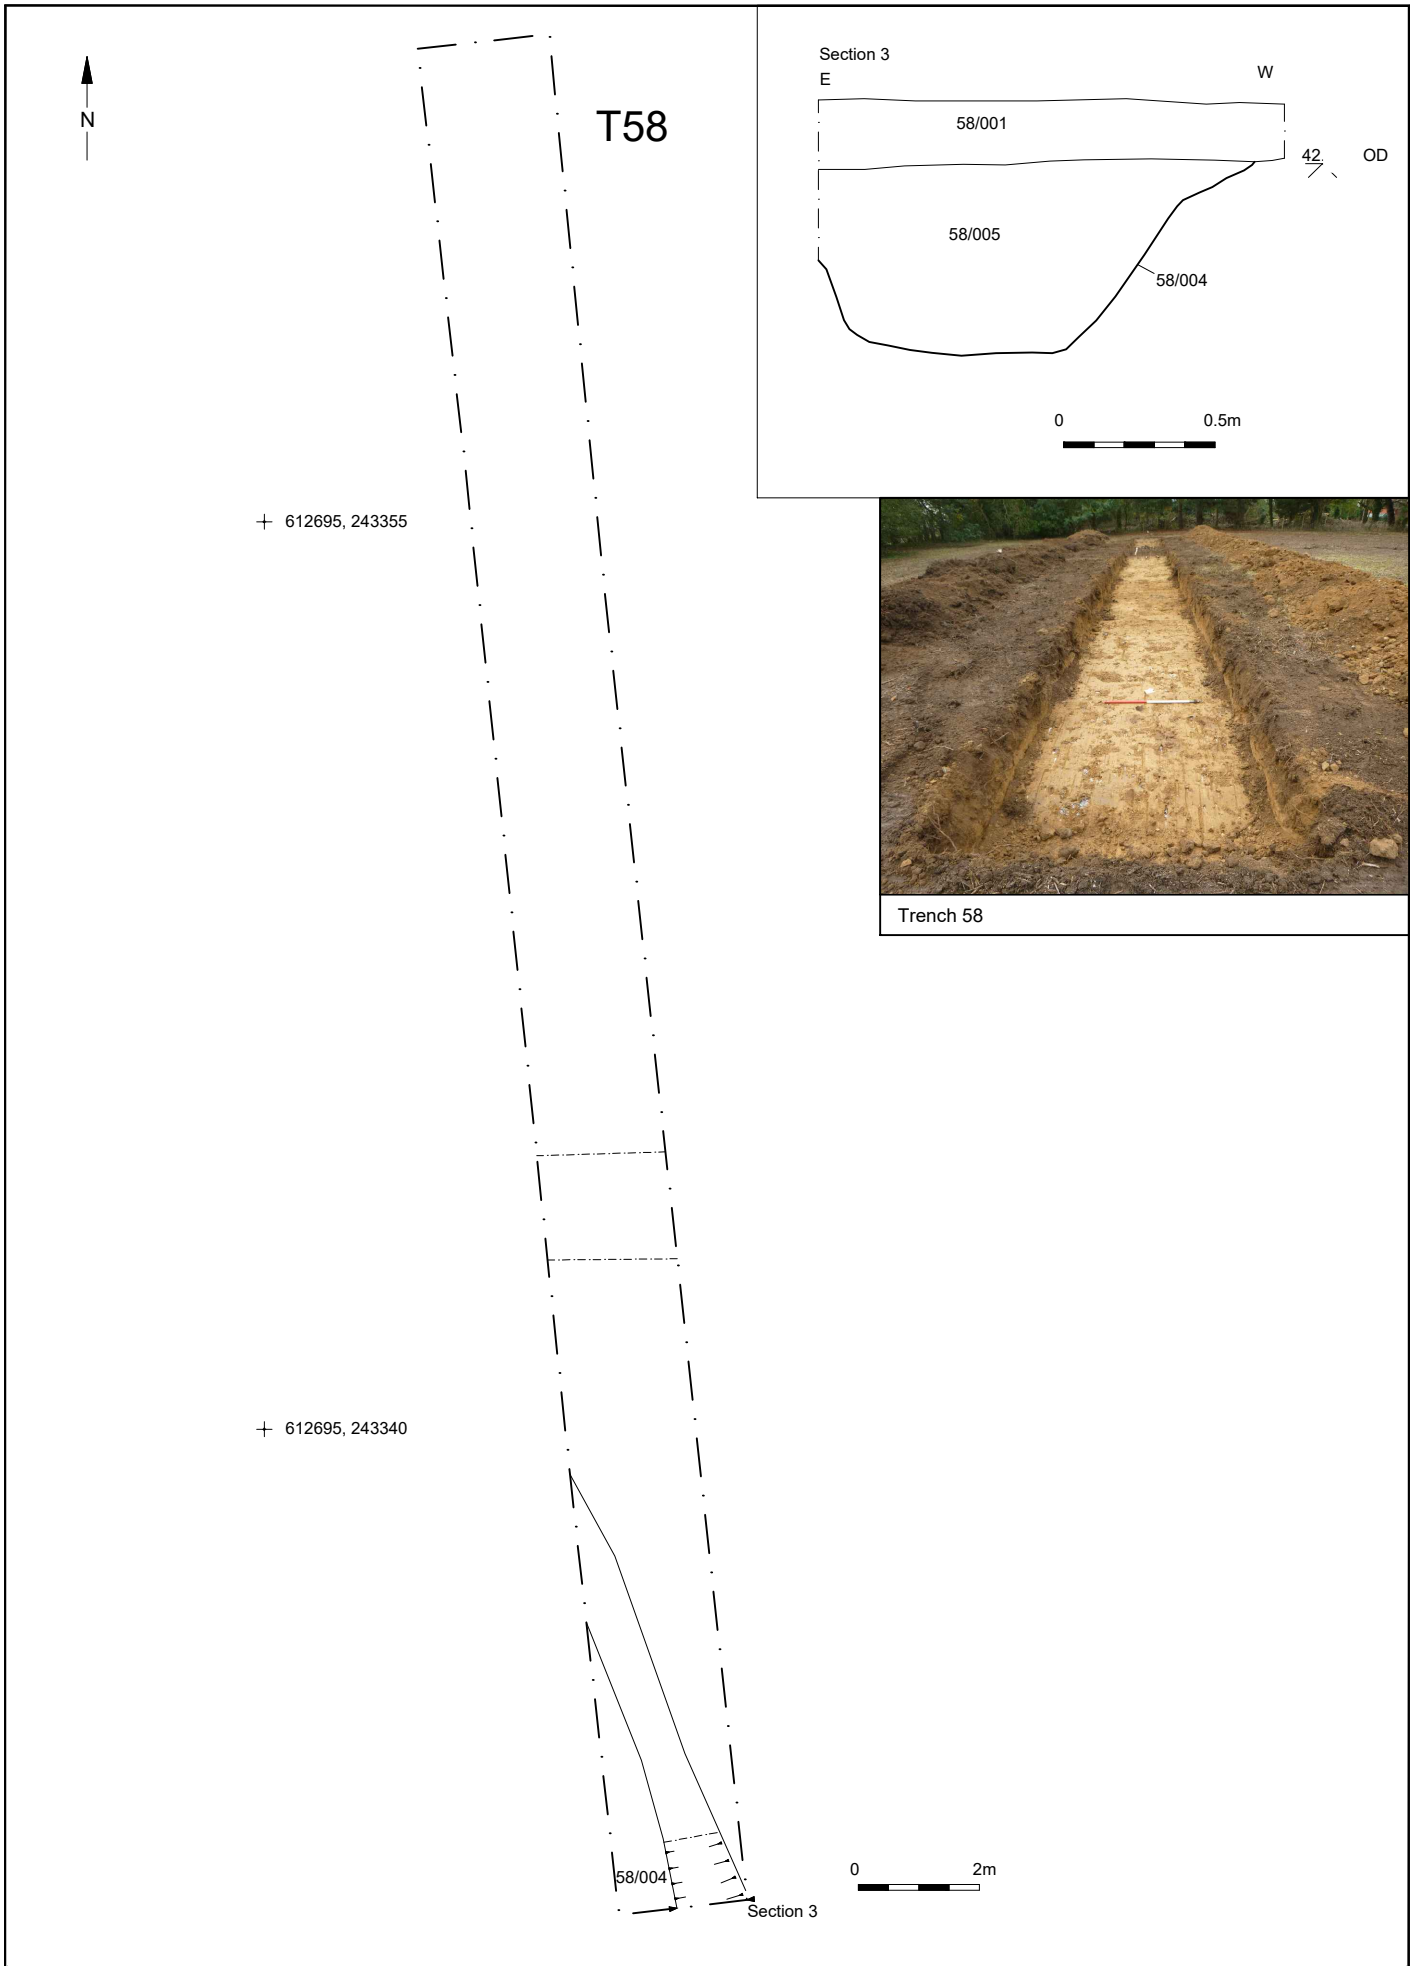 N
T58
Section 3
E
W
58/001
42. OD
58/005
58/004
0 0.5m
612695, 243355
Trench 58
612695, 243340
58/004
0 2m
Section 3